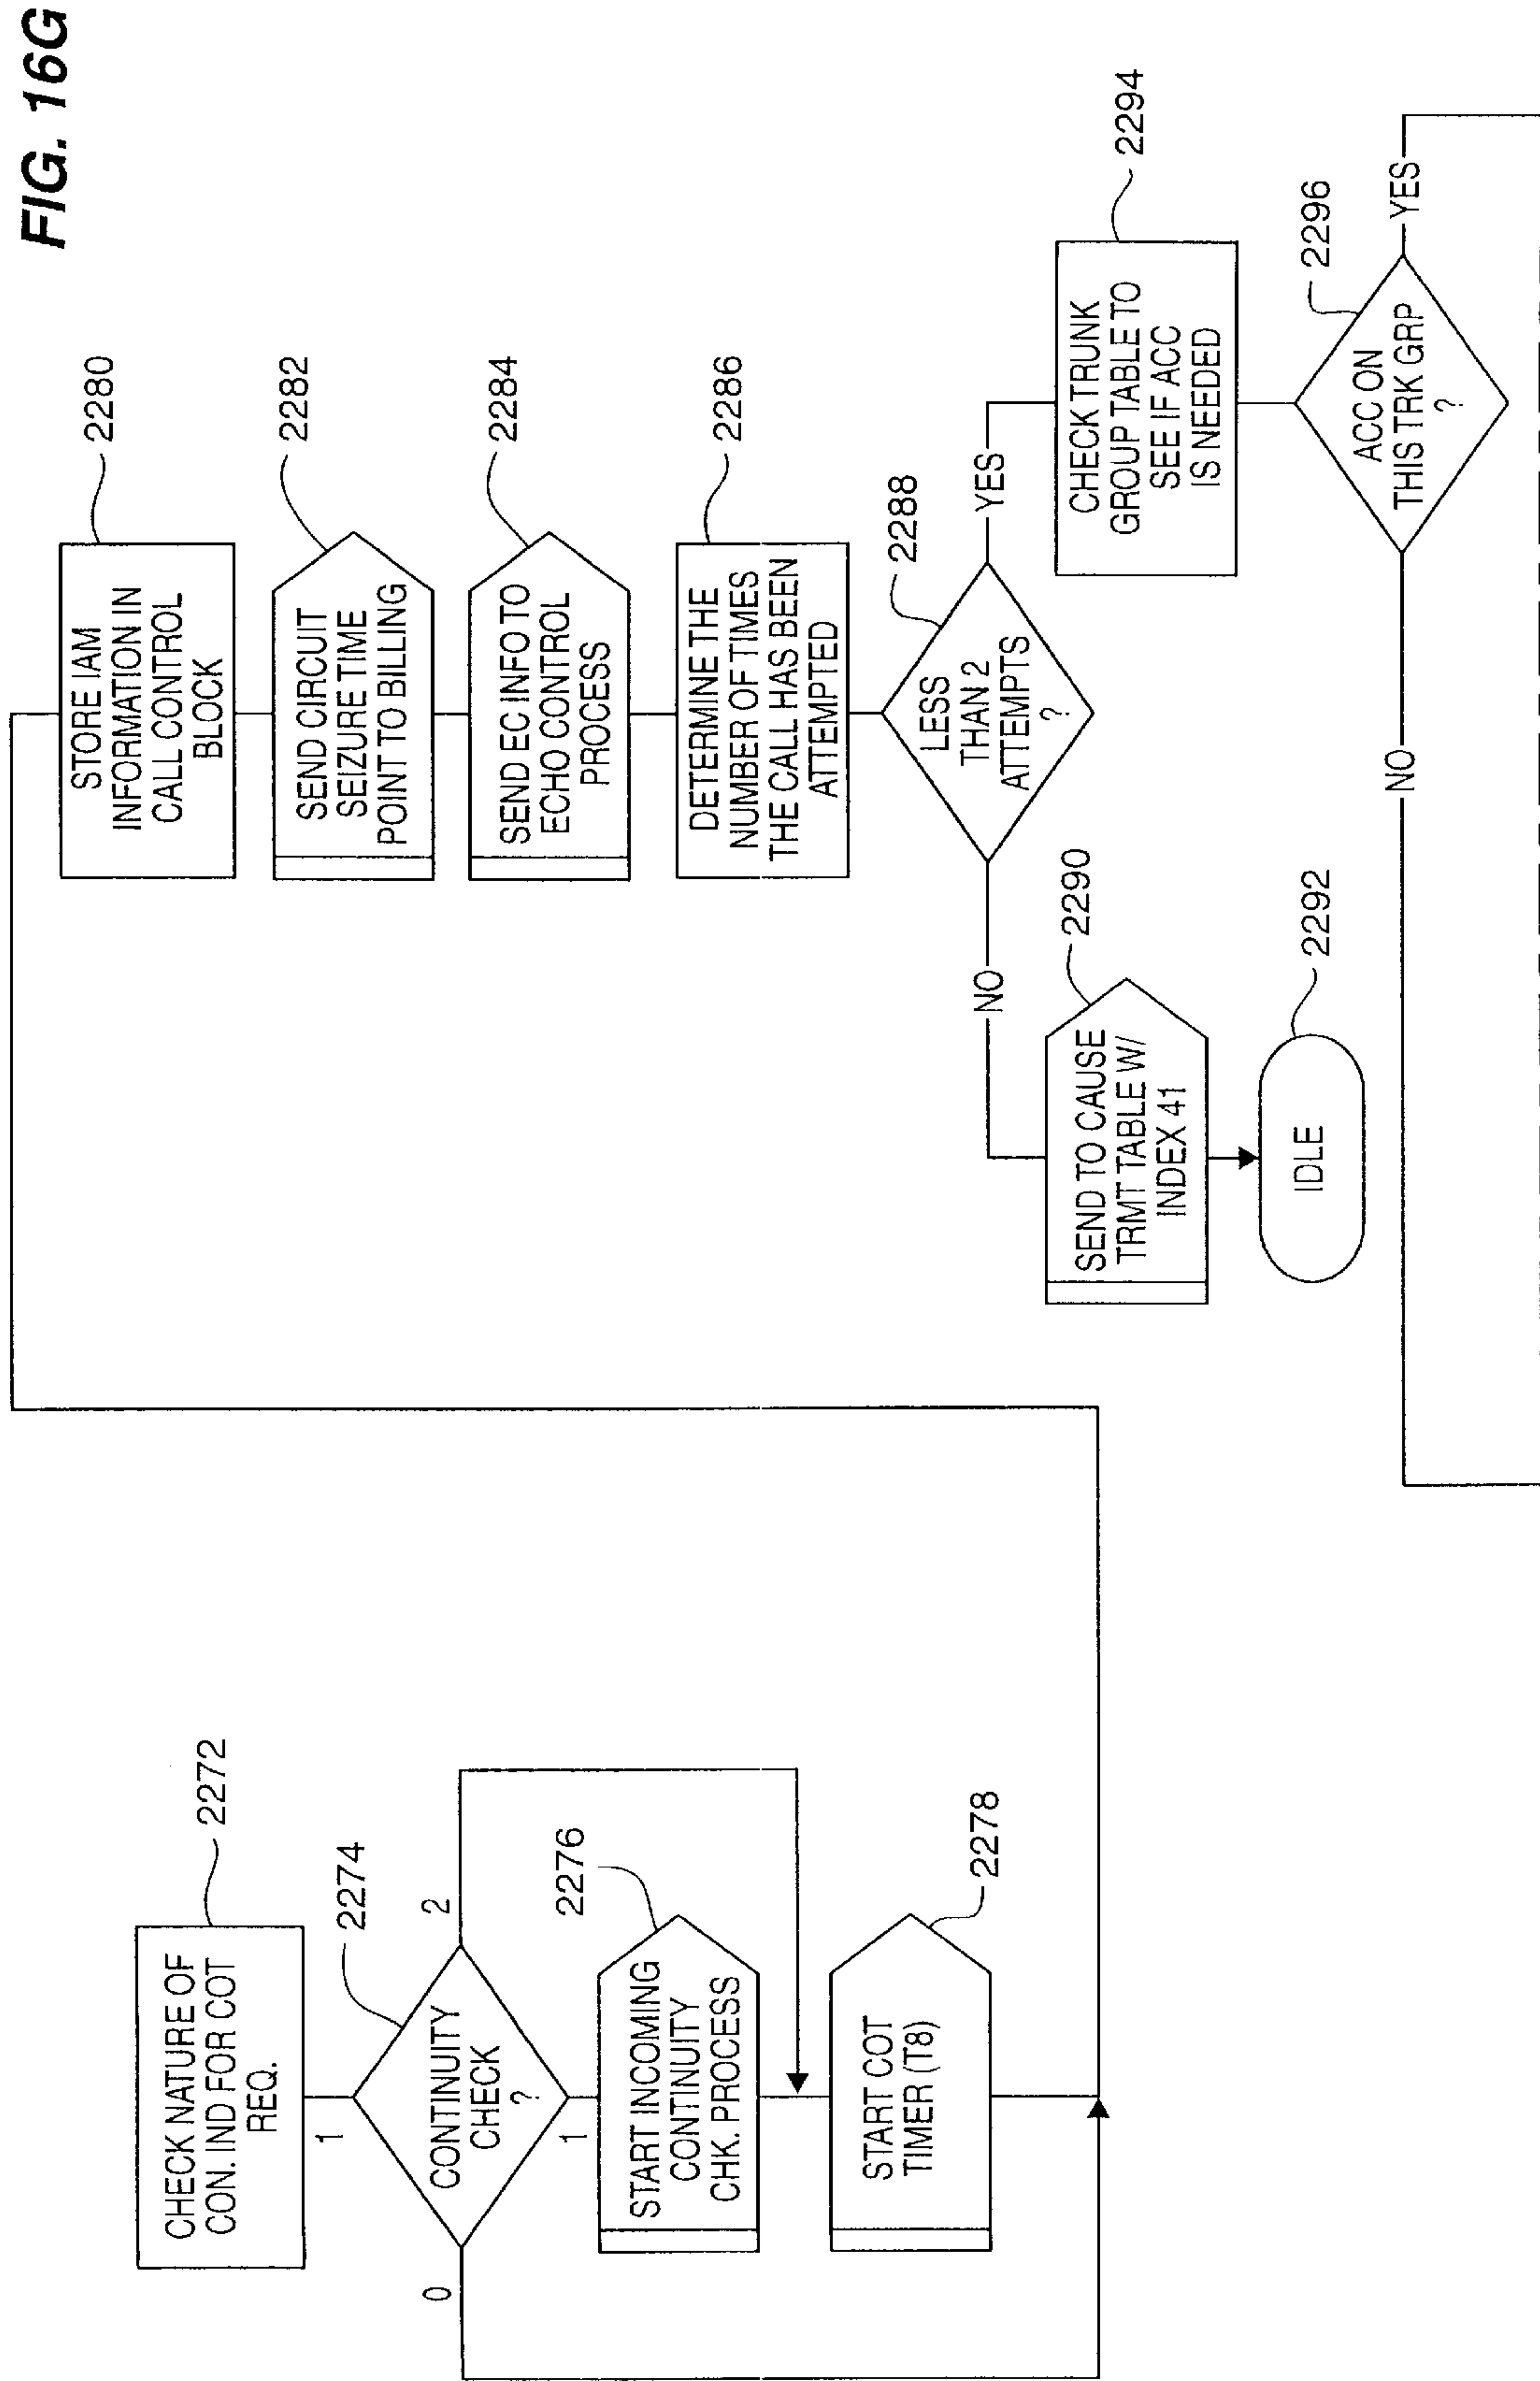 FIG. 16G
CHECK NATURE OF
CON. IND FOR COT
REQ.
2272
1
CONTINUITY
CHECK
?
2274
0
2
1
START INCOMING
CONTINUITY
CHK. PROCESS
2276
START COT
TIMER (T8)
2278
STORE IAM
INFORMATION IN
CALL CONTROL
BLOCK
2280
SEND CIRCUIT
SEIZURE TIME
POINT TO BILLING
2282
SEND EC INFO TO
ECHO CONTROL
PROCESS
2284
DETERMINE THE
NUMBER OF TIMES
THE CALL HAS BEEN
ATTEMPTED
2286
LESS
THAN 2
ATTEMPTS
?
2288
NO
YES
SEND TO CAUSE
TRMT TABLE W/
INDEX 41
2290
IDLE
2292
CHECK TRUNK
GROUP TABLE TO
SEE IF ACC
IS NEEDED
2294
ACC ON
THIS TRK GRP
?
2296
NO
YES